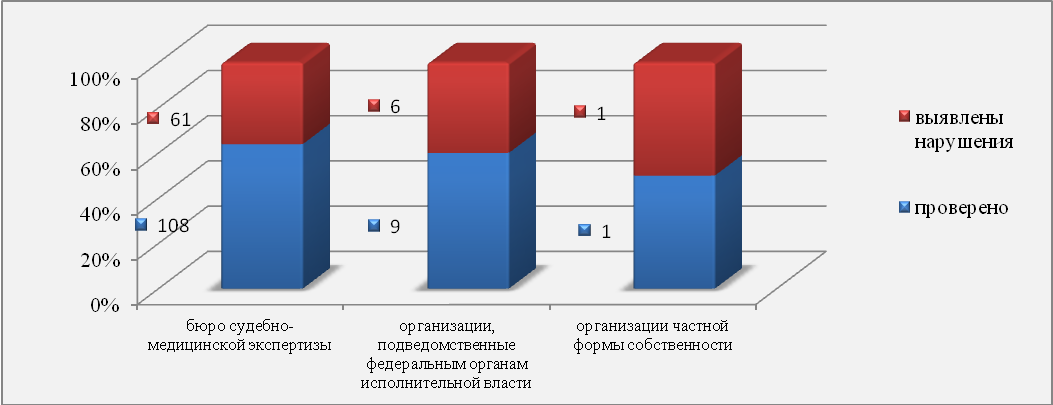 100%
80%
60%
40%
20%
0%
61
6
1
108
9
1
бюро судебно-
медицинской экспертизы
организации,
подведомственные
федеральным органам
исполнительной власти
организации частной
формы собственности
выявлены
нарушения
проверено